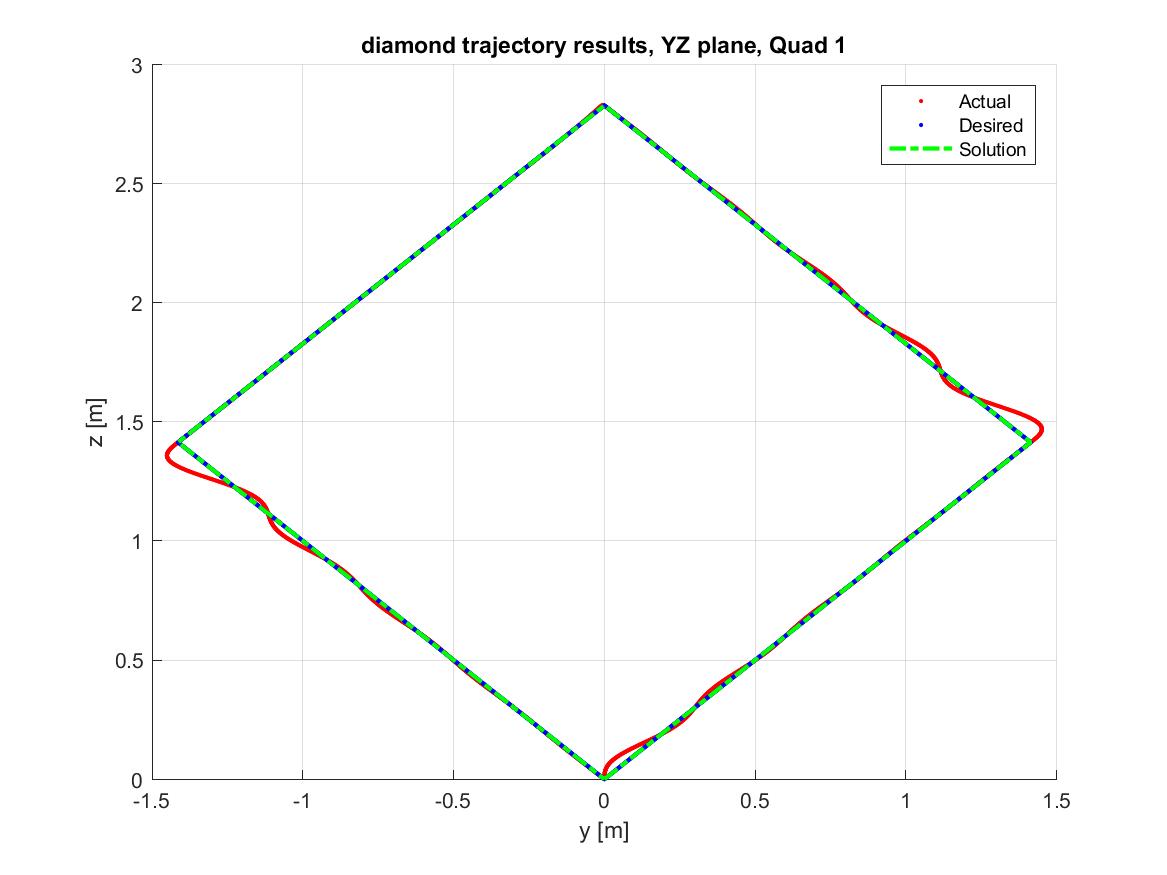 diamond trajectory results, YZ plane, Quad 1
3
2.5
2
1.5
1
0.5
0
z [m]
-1.5
-1
-0.5
0
0.5
1
1.5
y [m]
Actual
Desired
Solution